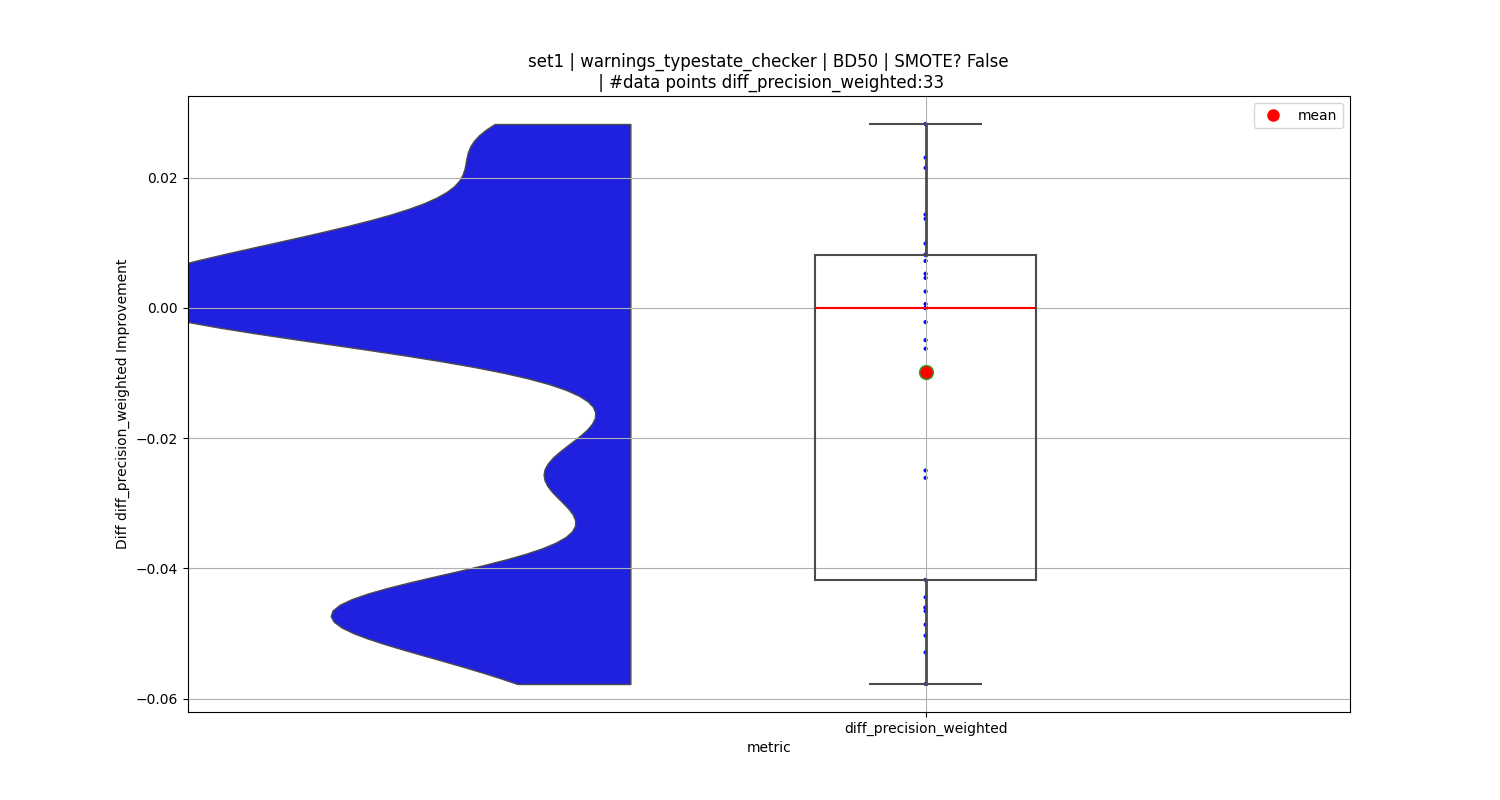 set1 | warnings_typestate_checker | BD50 | SMOTE? False
| #data points diff_precision_weighted:33
mean
0.02
0.00
−0.02
−0.04
−0.06
Diff diff_precision_weighted Improvement
diff_precision_weighted
metric